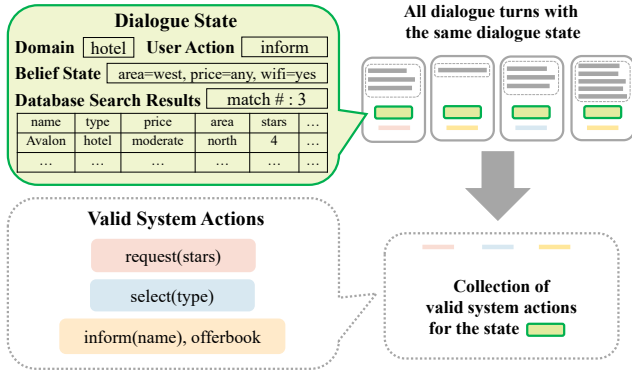 Dialogue State
Domain hotel User Action inform
Belief State area=west, price=any, wifi=yes
Database Search Results match # : 3
name type price area stars …
Avalon hotel moderate north 4 …
… … … … … …
All dialogue turns with
the same dialogue state
Valid System Actions
request(stars)
select(type)
inform(name), offerbook
Collection of
valid system actions
for the state